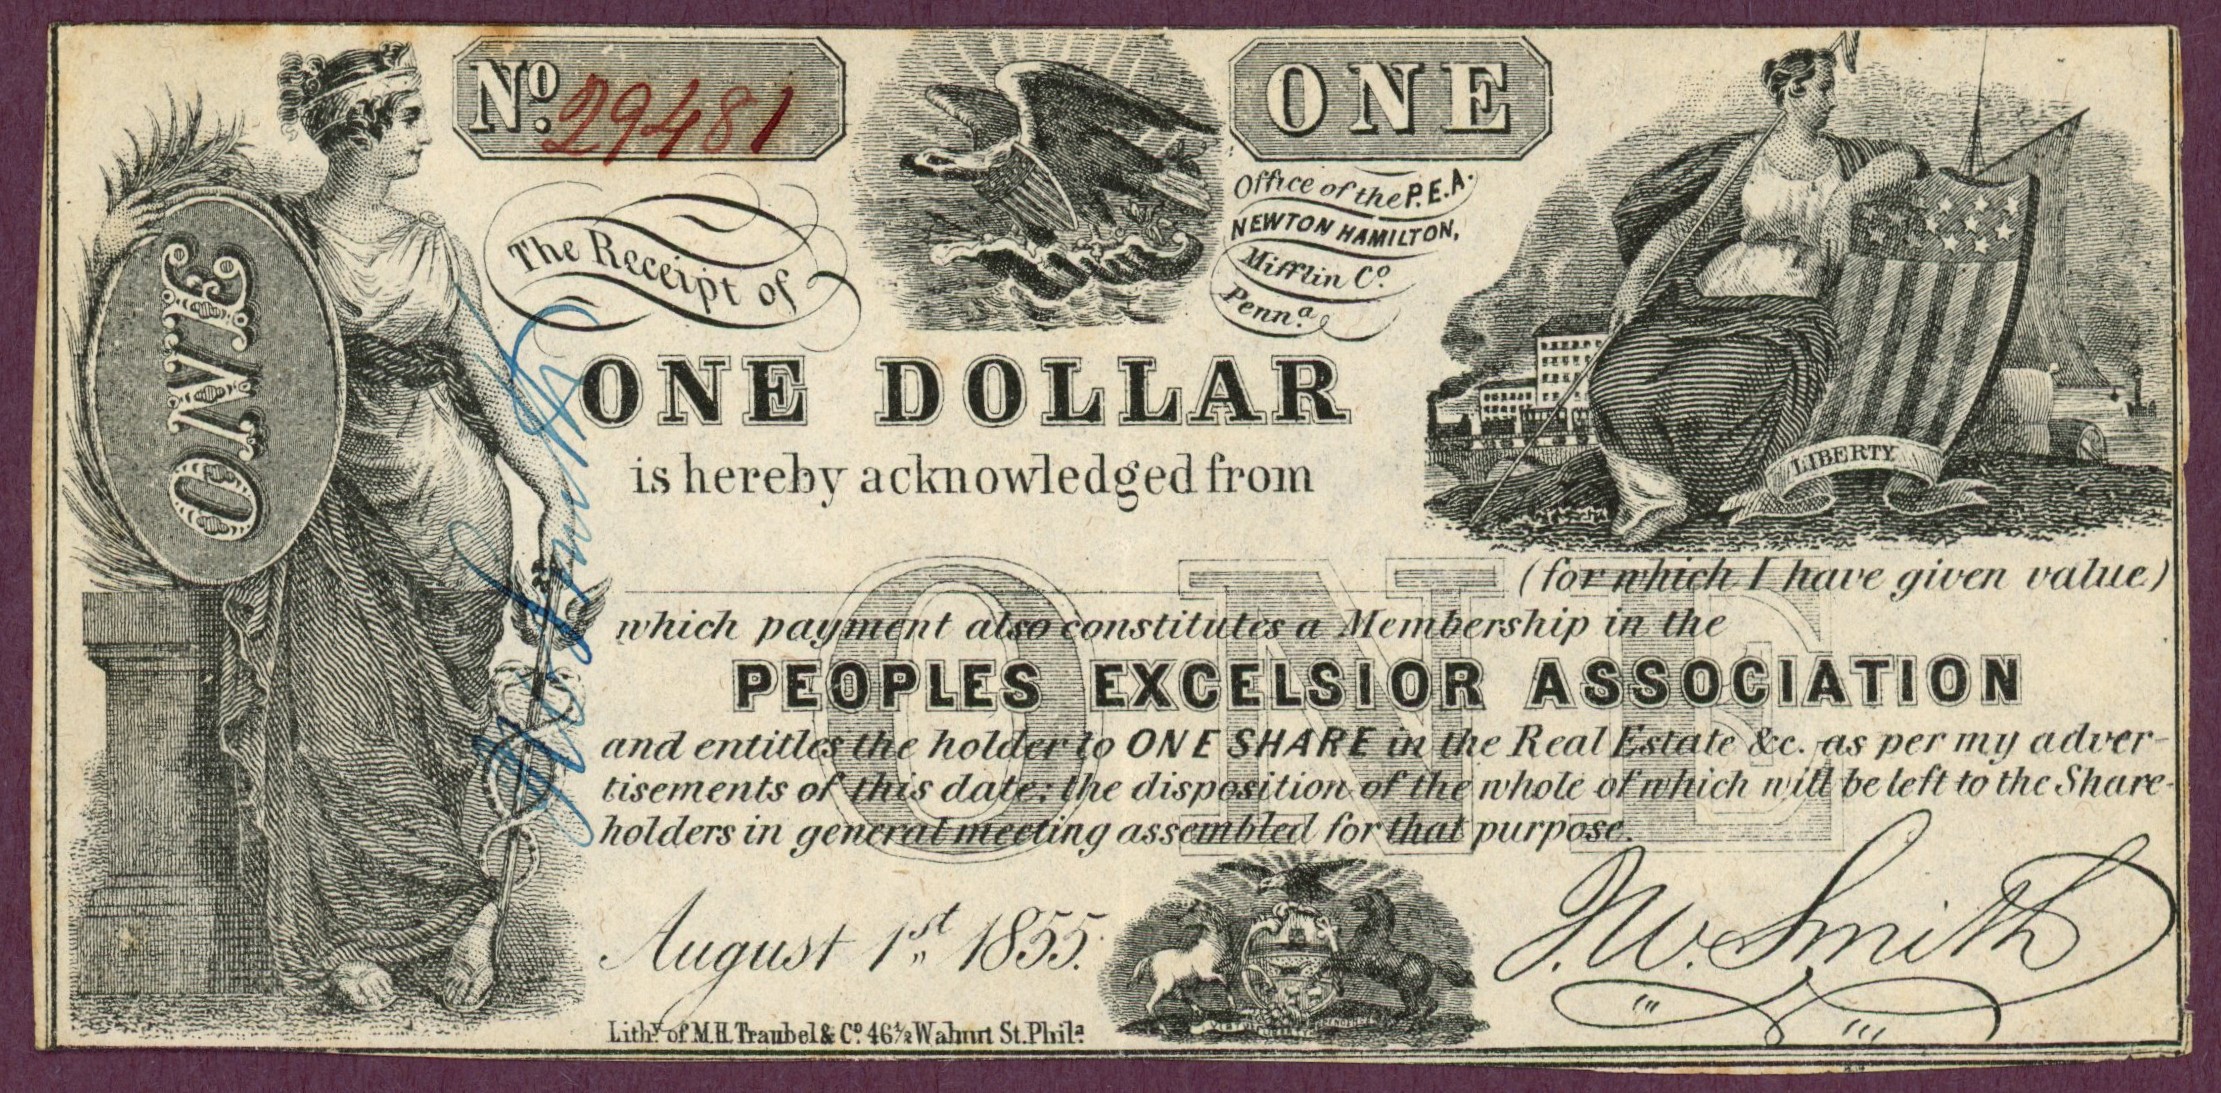 No. 29481
ONE
ONE
The Receipt of
Office of the P.E.A.
NEWTON HAMILTON,
Mifflin Co.
Penna.
ONE DOLLAR
is hereby acknowledged from
LIBERTY
(for which I have given value)
which payment also constitutes a Membership in the
PEOPLES EXCELSIOR ASSOCIATION
and entitles the holder to ONE SHARE in the Real Estate &c. as per my adver-
tisements of this date; the disposition of the whole of which will be left to the Share-
holders in general meeting assembled for that purpose.
ONE
August 1st 1855.
J. W. Smith
Lithy. of M.H. Traubel & Co. 46½ Walnut St. Phila.